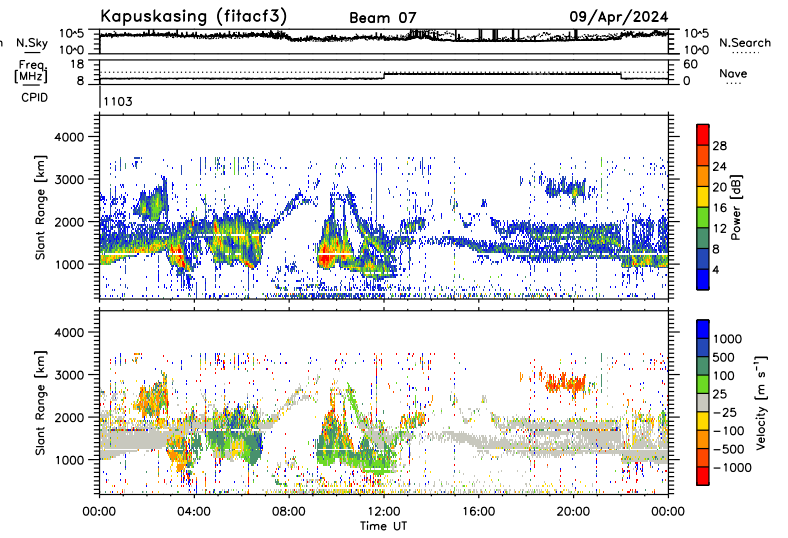 Kapuskasing (fitacf3) Beam 07 09/Apr/2024
N.Sky 10^5 10^0 10^5 10^0 N.Search
Freq. [MHz] 18 8 60 0 Nave
CPID 1103
4000
3000
2000
1000
Slant Range [km]
28
24
20
16
12
8
4
Power [dB]
4000
3000
2000
1000
Slant Range [km]
1000
500
100
25
-25
-100
-500
-1000
Velocity [m s⁻¹]
00:00 04:00 08:00 12:00 16:00 20:00 00:00
Time UT